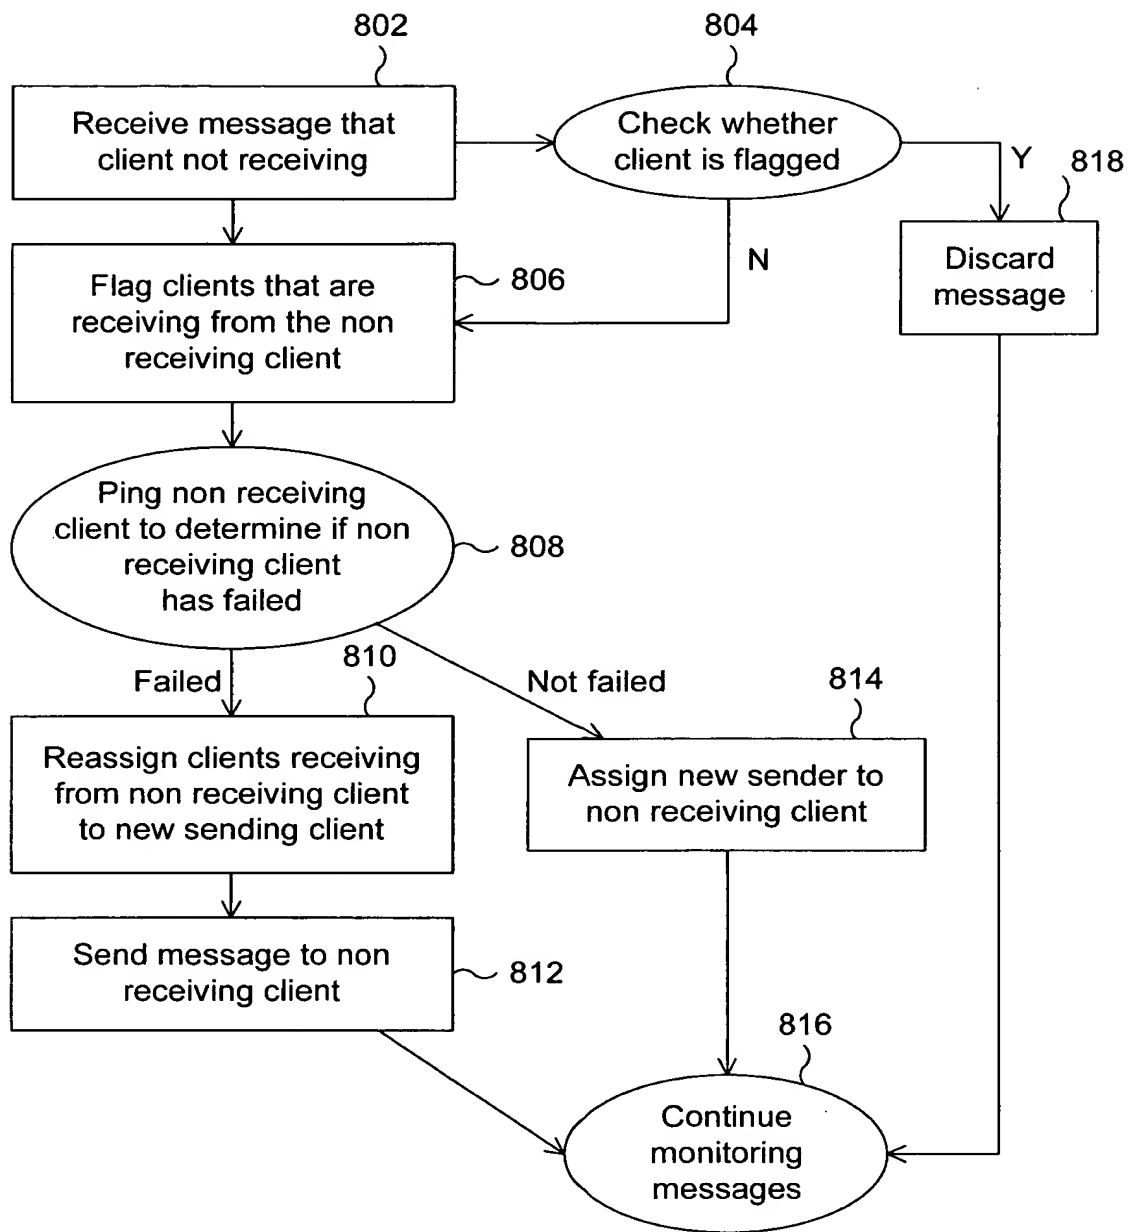 802
804
Receive message that
client not receiving
Check whether
client is flagged
Y
818
Flag clients that are
receiving from the non
receiving client
806
N
Discard
message
Ping non receiving
client to determine if non
receiving client
has failed
808
Failed
810
Not failed
814
Reassign clients receiving
from non receiving client
to new sending client
Assign new sender to
non receiving client
Send message to non
receiving client
812
816
Continue
monitoring
messages